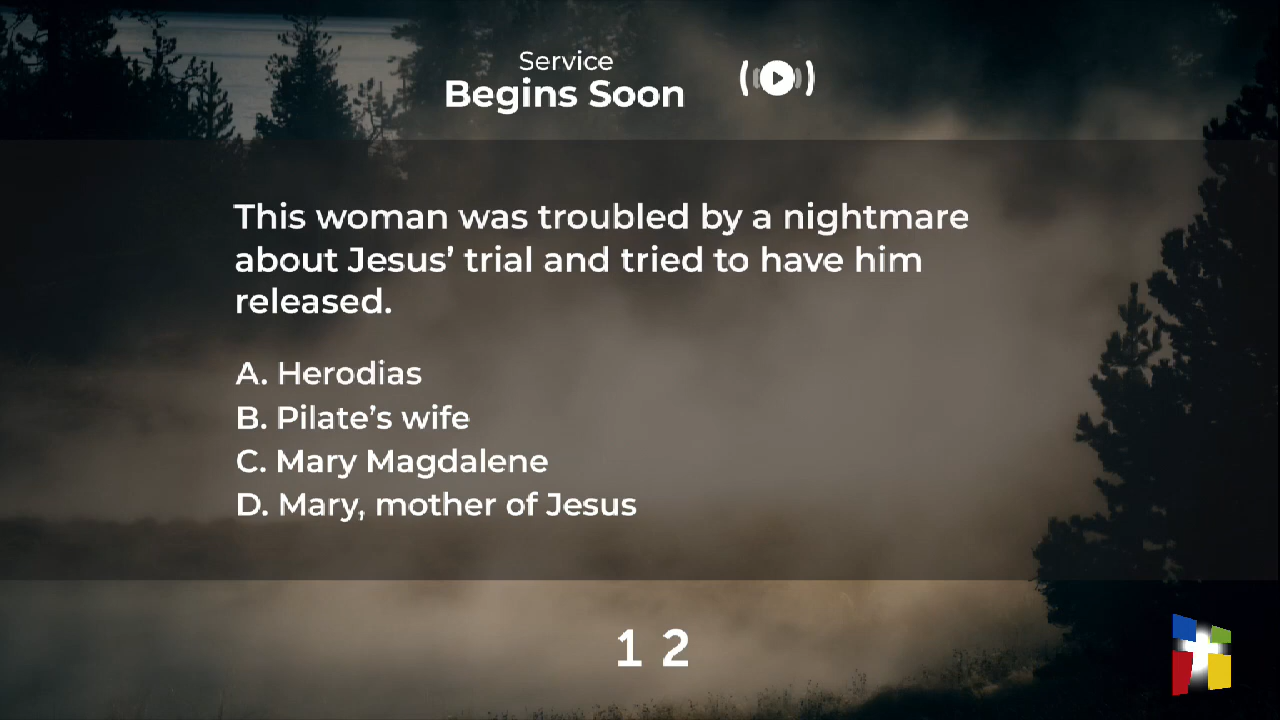 Service
Begins Soon
This woman was troubled by a nightmare
about Jesus’ trial and tried to have him
released.
A. Herodias
B. Pilate’s wife
C. Mary Magdalene
D. Mary, mother of Jesus
1 2